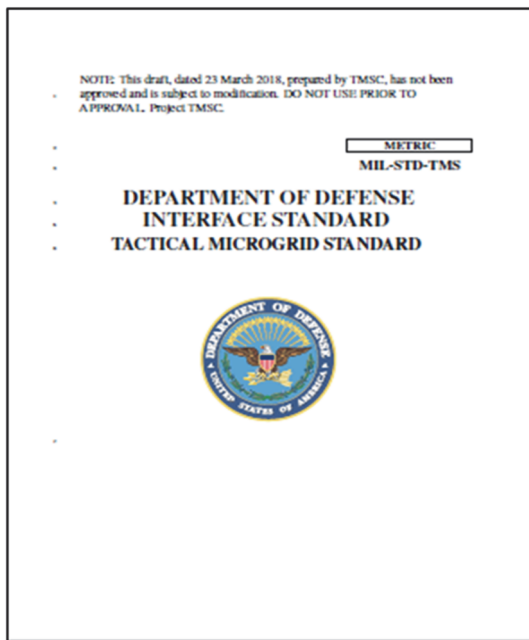 NOTE: This draft, dated 23 March 2018, prepared by TMSC, has not been
approved and is subject to modification. DO NOT USE PRIOR TO
APPROVAL. Project TMSC.
METRIC
MIL-STD-TMS
DEPARTMENT OF DEFENSE
INTERFACE STANDARD
TACTICAL MICROGRID STANDARD
DEPARTMENT OF DEFENSE
UNITED STATES OF AMERICA